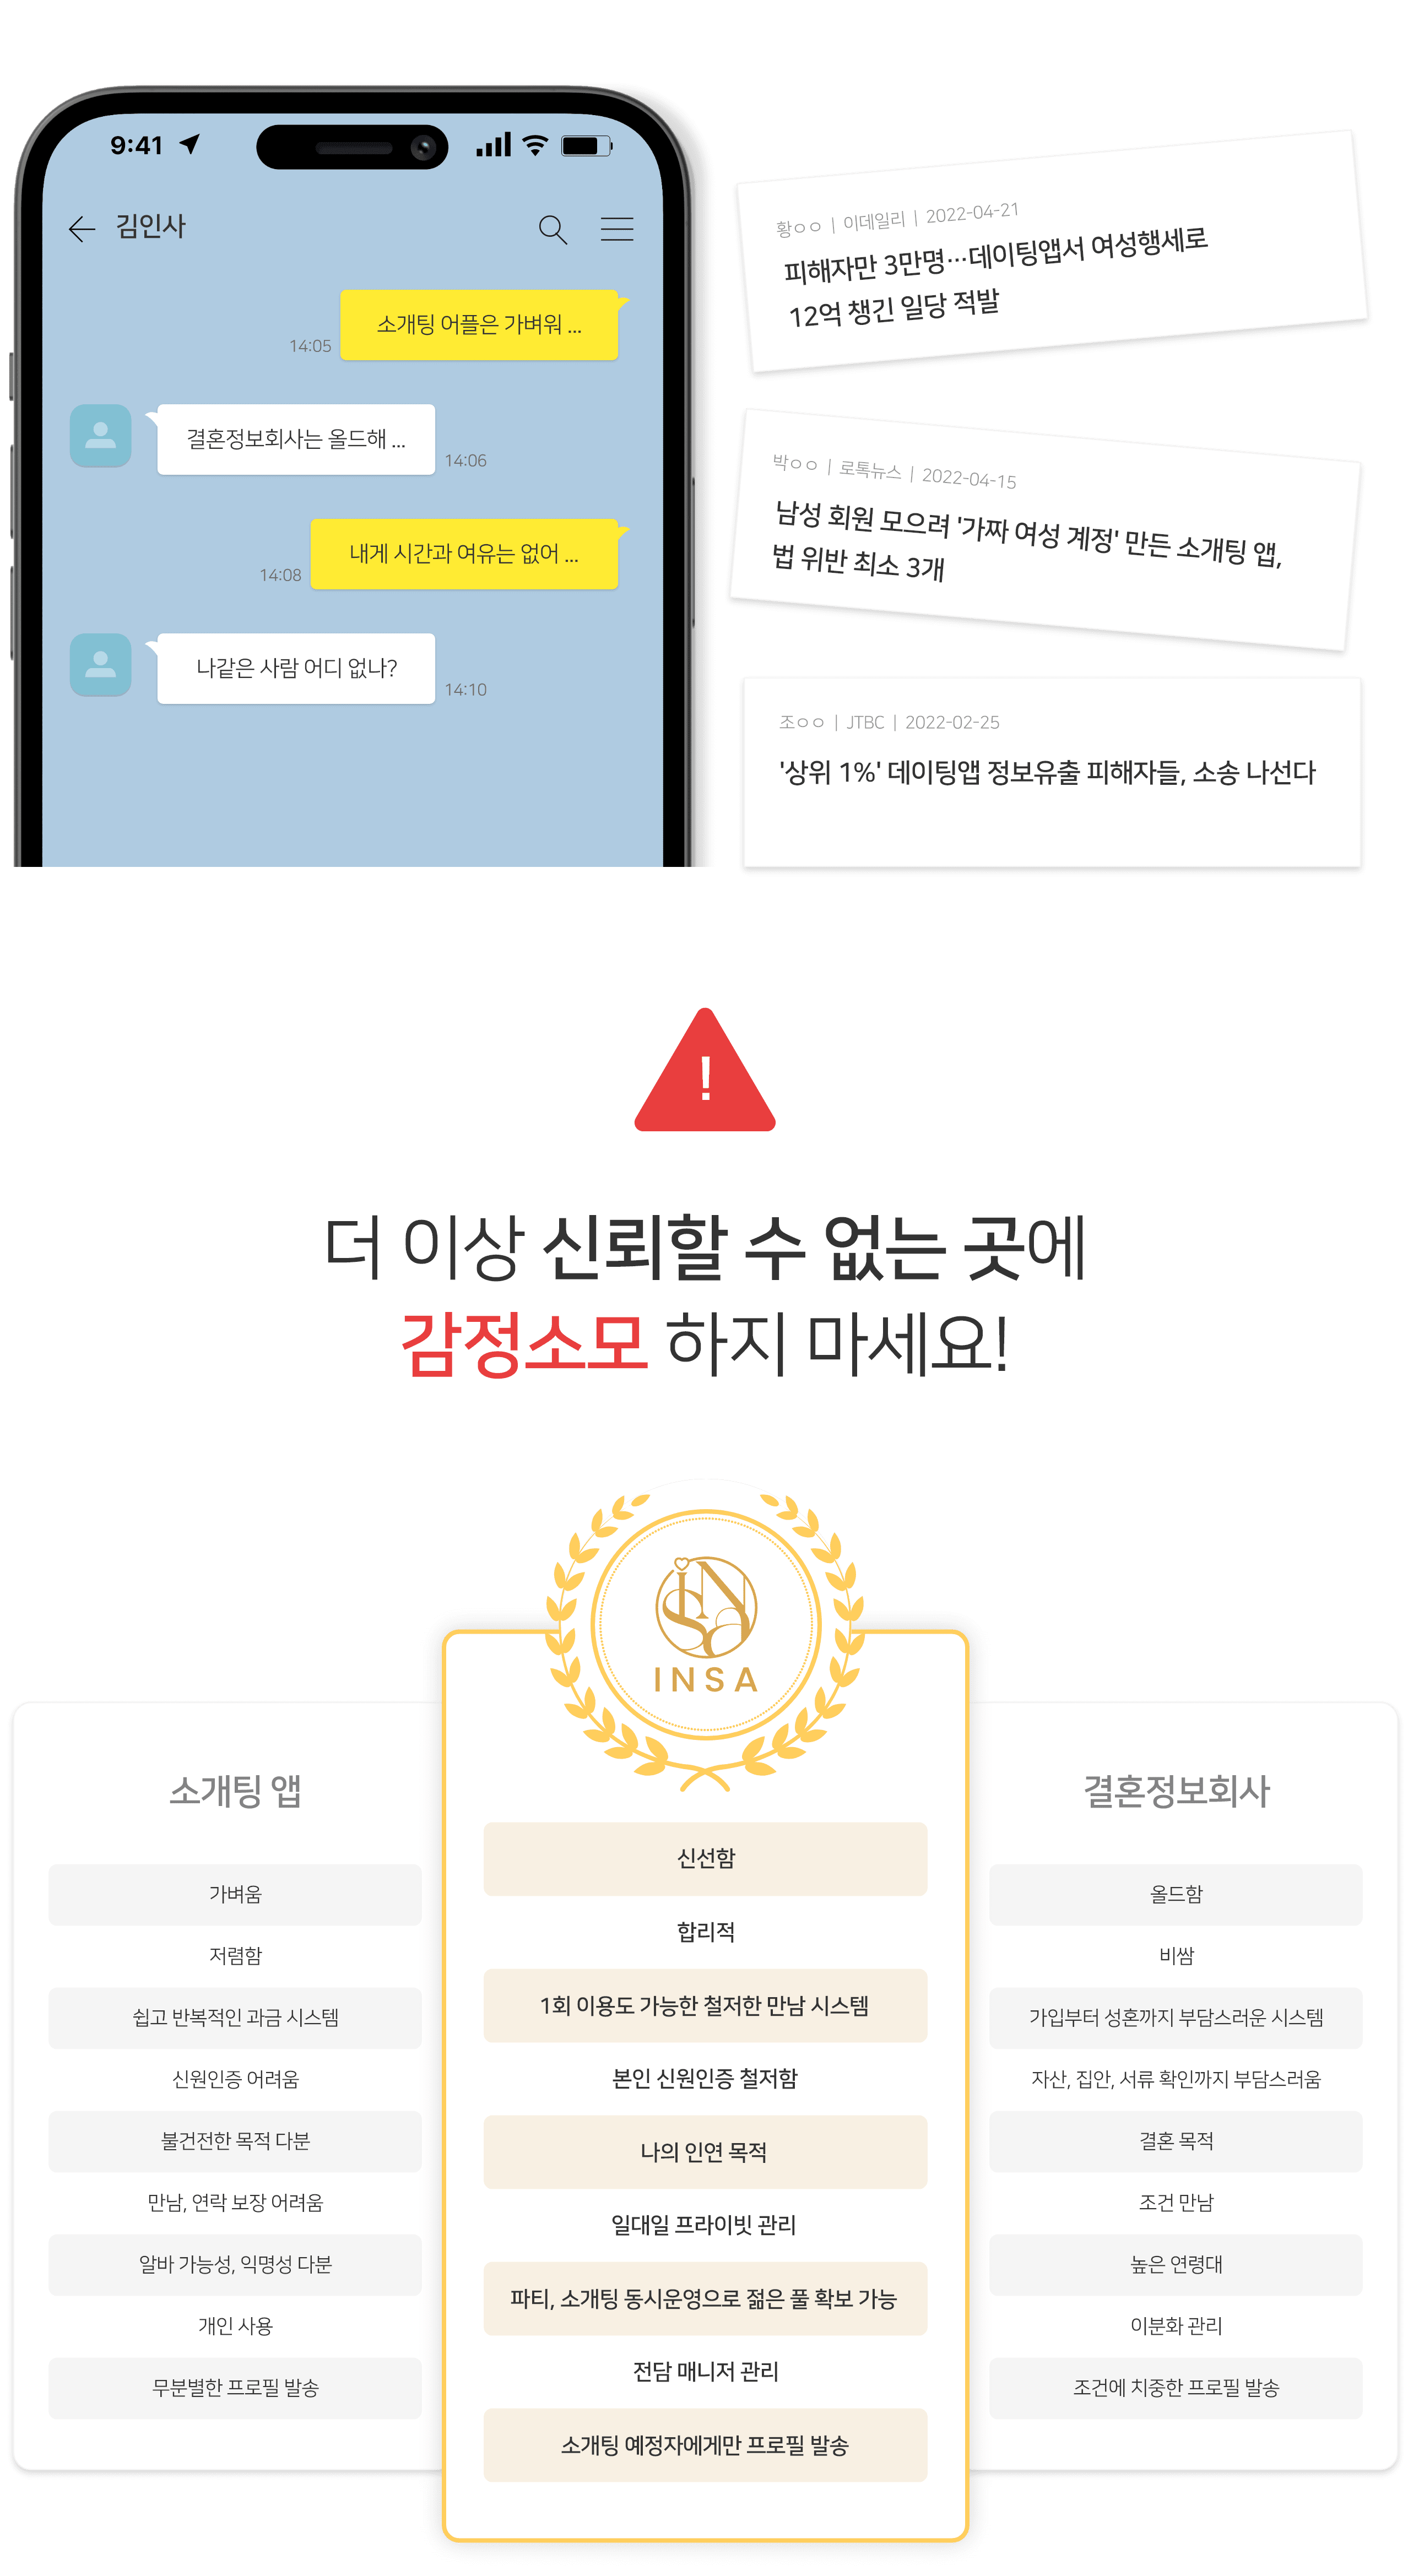 9:41
김인사
소개팅 어플은 가벼워 ...
14:05
결혼정보회사는 올드해 ...
14:06
내게 시간과 여유는 없어 ...
14:08
나같은 사람 어디 없나?
14:10
황ㅇㅇ | 이데일리 | 2022-04-21
피해자만 3만명…데이팅앱서 여성행세로
12억 챙긴 일당 적발
박ㅇㅇ | 로톡뉴스 | 2022-04-15
남성 회원 모으려 '가짜 여성 계정' 만든 소개팅 앱,
법 위반 최소 3개
조ㅇㅇ | JTBC | 2022-02-25
'상위 1%' 데이팅앱 정보유출 피해자들, 소송 나선다
!
더 이상 신뢰할 수 없는 곳에
감정소모 하지 마세요!
소개팅 앱
가벼움
저렴함
쉽고 반복적인 과금 시스템
신원인증 어려움
불건전한 목적 다분
만남, 연락 보장 어려움
알바 가능성, 익명성 다분
개인 사용
무분별한 프로필 발송
INSA
신선함
합리적
1회 이용도 가능한 철저한 만남 시스템
본인 신원인증 철저함
나의 인연 목적
일대일 프라이빗 관리
파티, 소개팅 동시운영으로 젊은 풀 확보 가능
전담 매니저 관리
소개팅 예정자에게만 프로필 발송
결혼정보회사
올드함
비쌈
가입부터 성혼까지 부담스러운 시스템
자산, 집안, 서류 확인까지 부담스러움
결혼 목적
조건 만남
높은 연령대
이분화 관리
조건에 치중한 프로필 발송